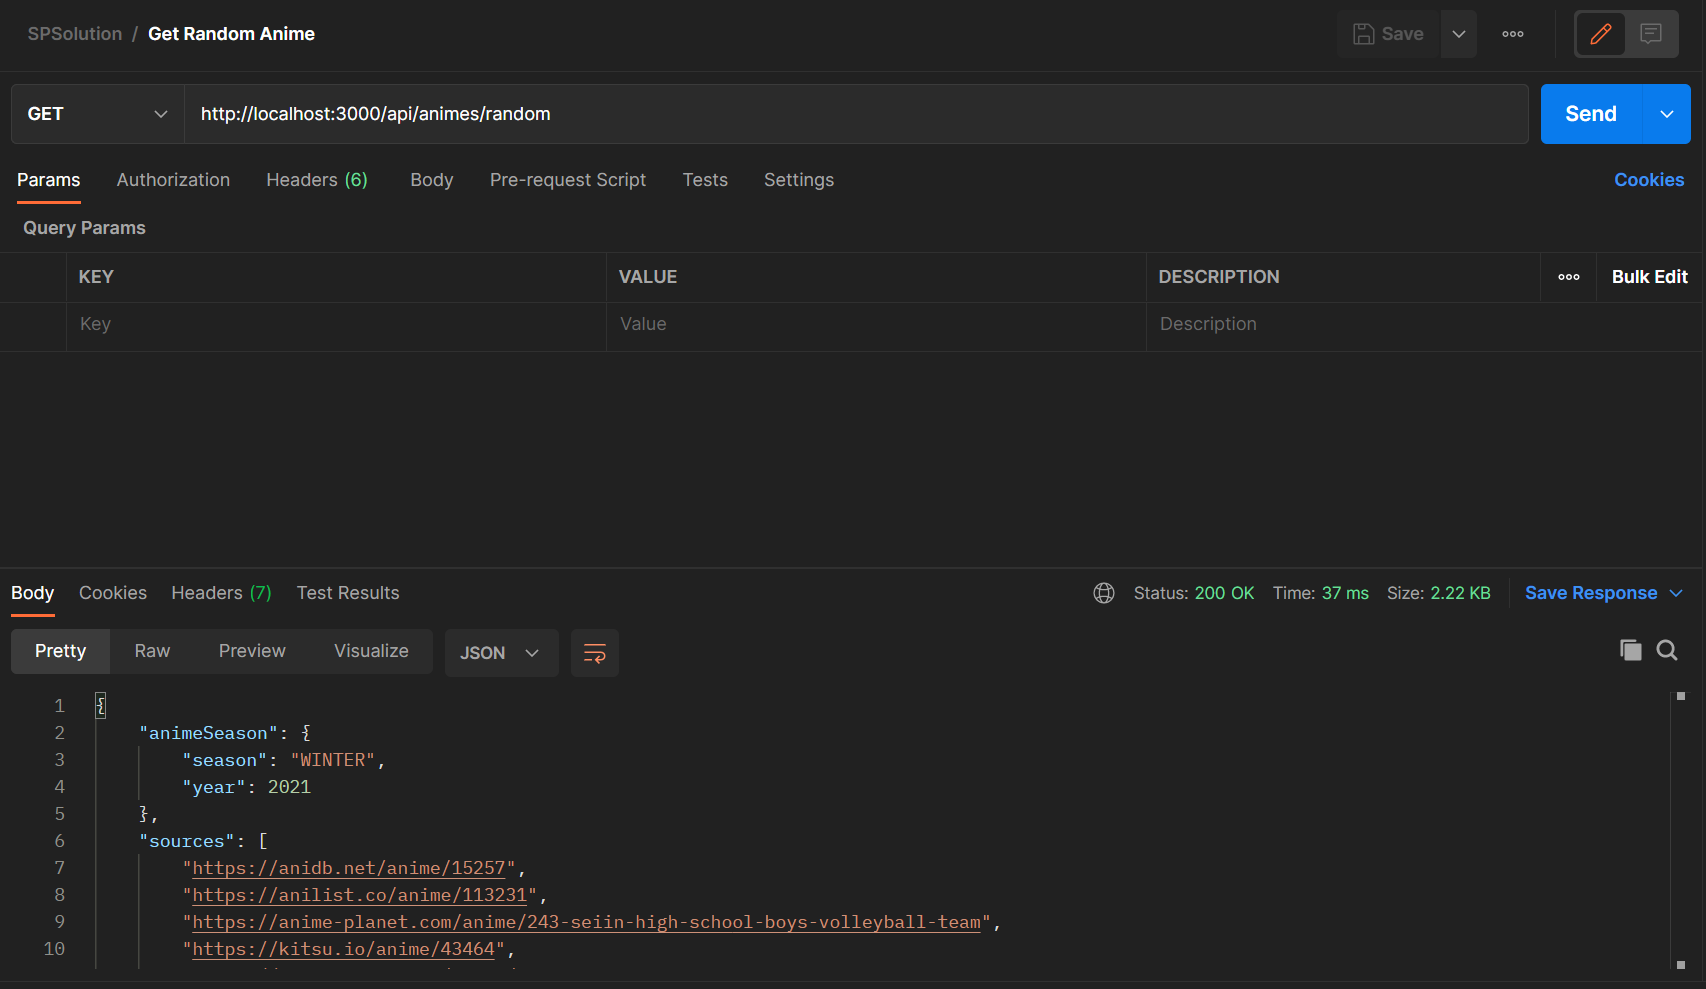 SPSolution / Get Random Anime
Save
GET
http://localhost:3000/api/animes/random
Send
Params Authorization Headers (6) Body Pre-request Script Tests Settings Cookies
Query Params
KEY VALUE DESCRIPTION Bulk Edit
Key Value Description
Body Cookies Headers (7) Test Results Status: 200 OK Time: 37 ms Size: 2.22 KB Save Response
Pretty Raw Preview Visualize JSON
1 {
2 "animeSeason": {
3 "season": "WINTER",
4 "year": 2021
5 },
6 "sources": [
7 "https://anidb.net/anime/15257",
8 "https://anilist.co/anime/113231",
9 "https://anime-planet.com/anime/243-seiin-high-school-boys-volleyball-team",
10 "https://kitsu.io/anime/43464",